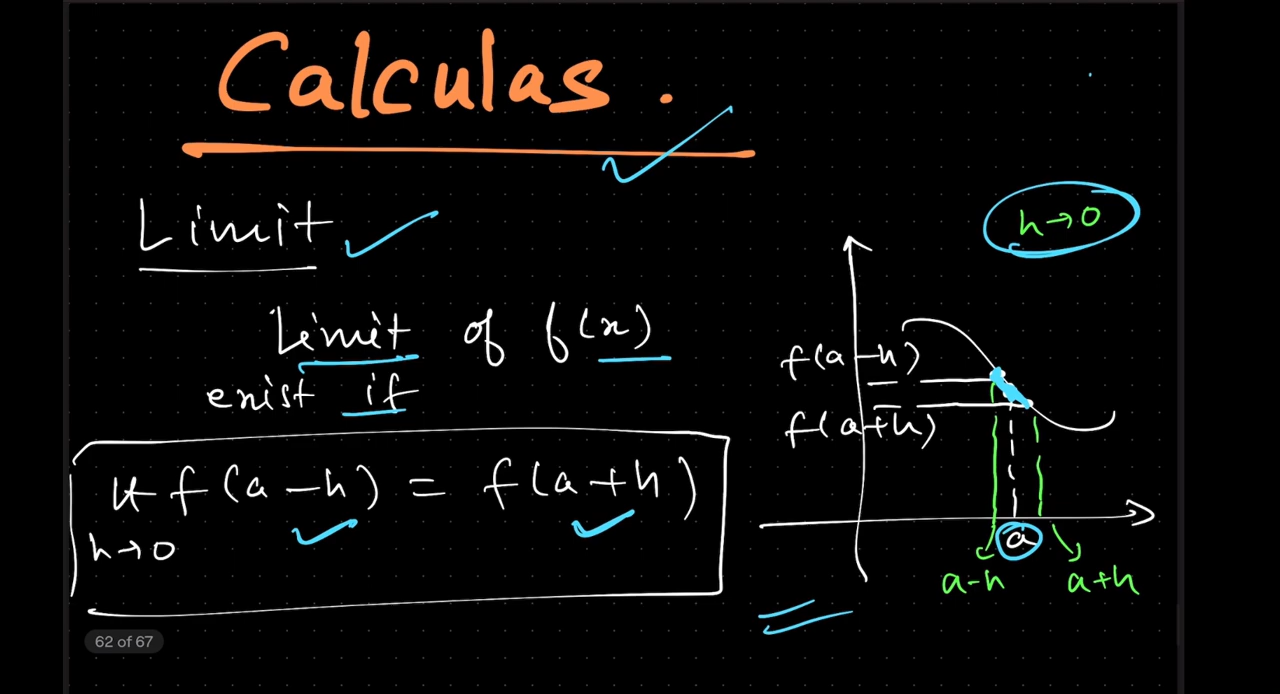 Calculas.
Limit
h→0
Limit of f(x)
exist if
f(a-h)
f(a+h)
lt f(a-h) = f(a+h)
h→0
a
a-h
a+h
62 of 67